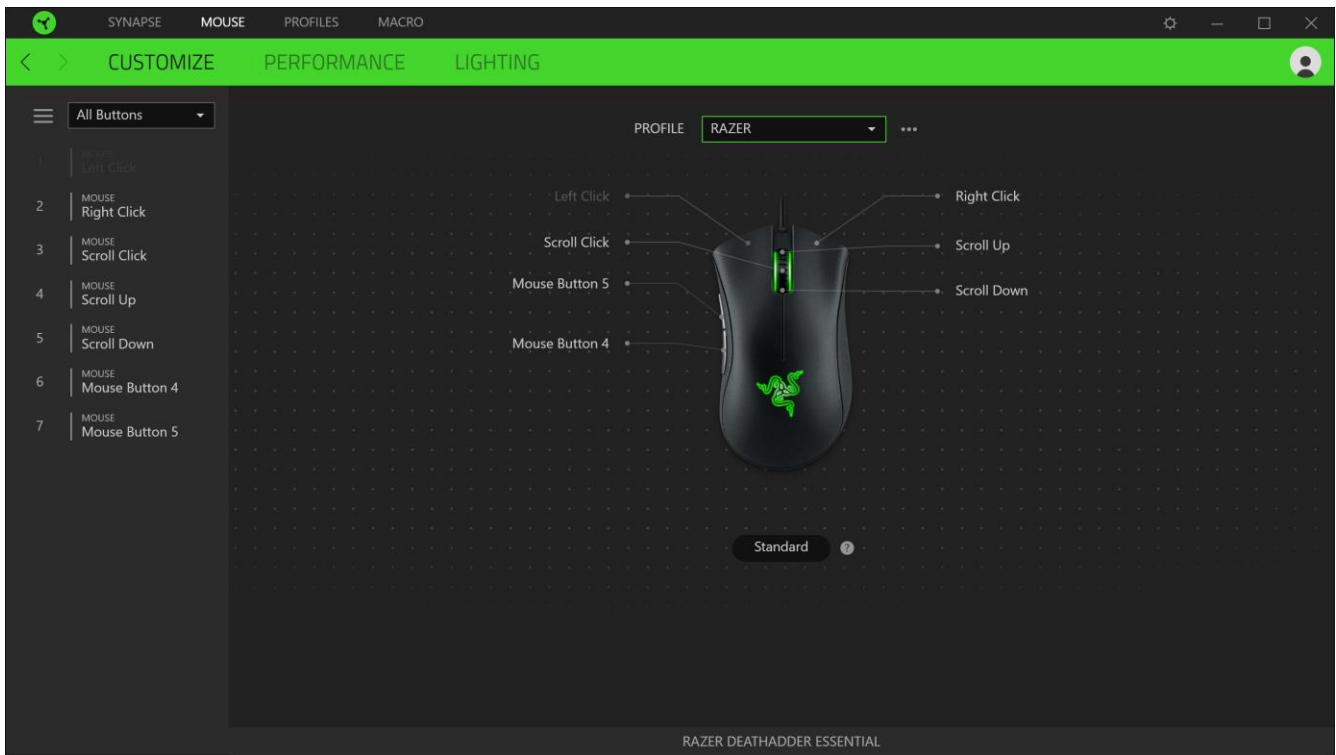 SYNAPSE MOUSE PROFILES MACRO
CUSTOMIZE PERFORMANCE LIGHTING
All Buttons
PROFILE RAZER
1 MOUSE
Left Click
2 MOUSE
Right Click
3 MOUSE
Scroll Click
4 MOUSE
Scroll Up
5 MOUSE
Scroll Down
6 MOUSE
Mouse Button 4
7 MOUSE
Mouse Button 5
Left Click
Scroll Click
Mouse Button 5
Mouse Button 4
Right Click
Scroll Up
Scroll Down
Standard ?
RAZER DEATHADDER ESSENTIAL